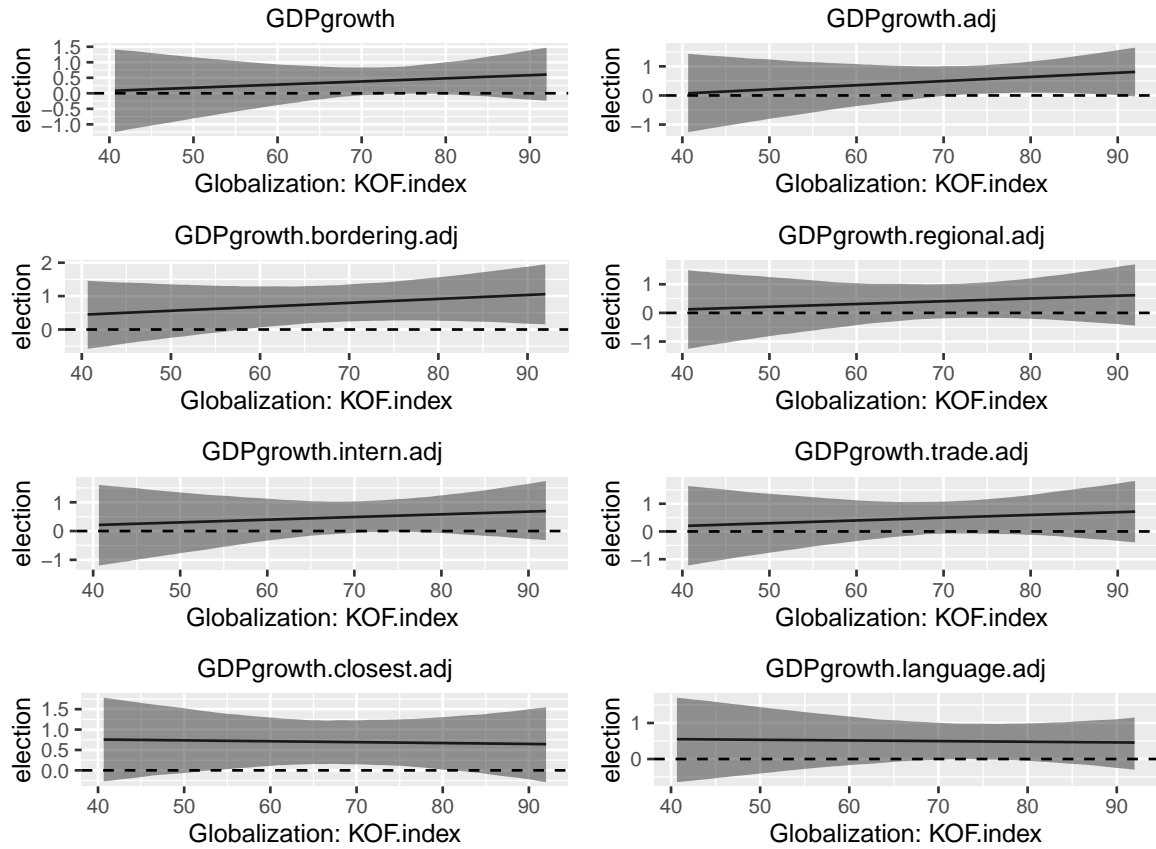 GDPgrowth
election
1.5
1.0
0.5
0.0
−0.5
−1.0
40 50 60 70 80 90
Globalization: KOF.index
GDPgrowth.adj
election
1
0
−1
40 50 60 70 80 90
Globalization: KOF.index
GDPgrowth.bordering.adj
election
2
1
0
40 50 60 70 80 90
Globalization: KOF.index
GDPgrowth.regional.adj
election
1
0
−1
40 50 60 70 80 90
Globalization: KOF.index
GDPgrowth.intern.adj
election
1
0
−1
40 50 60 70 80 90
Globalization: KOF.index
GDPgrowth.trade.adj
election
1
0
−1
40 50 60 70 80 90
Globalization: KOF.index
GDPgrowth.closest.adj
election
1.5
1.0
0.5
0.0
40 50 60 70 80 90
Globalization: KOF.index
GDPgrowth.language.adj
election
1
0
40 50 60 70 80 90
Globalization: KOF.index